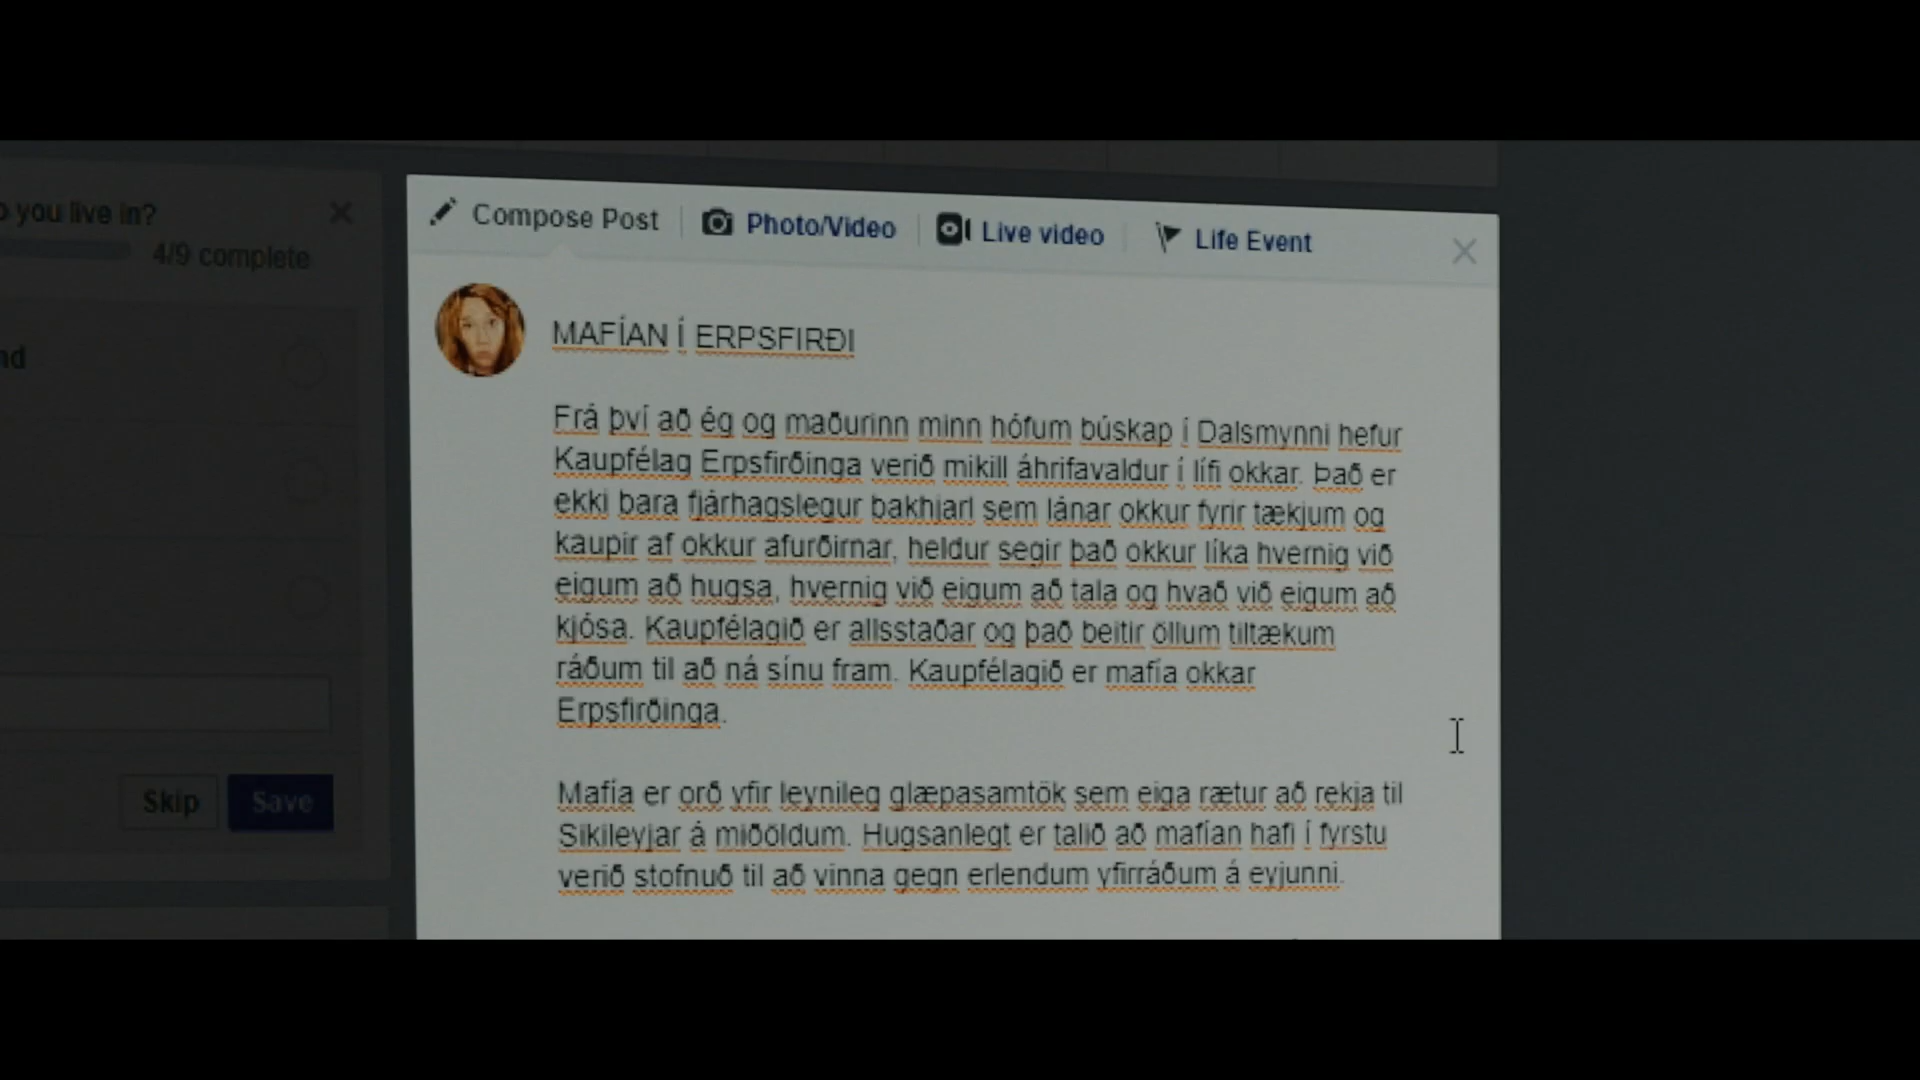 o you live in?
4/9 complete
nd
Skip
Save
Compose Post
Photo/Video
Live video
Life Event
MAFÍAN Í ERPSFIRÐI
Frá því að ég og maðurinn minn hófum búskap í Dalsmynni hefur
Kaupfélag Erpsfirðinga verið mikill áhrifavaldur í lífi okkar. Það er
ekki bara fjárhagslegur bakhjarl sem lánar okkur fyrir tækjum og
kaupir af okkur afurðirnar, heldur segir það okkur líka hvernig við
eigum að hugsa, hvernig við eigum að tala og hvað við eigum að
kjósa. Kaupfélagið er allsstaðar og það beitir öllum tiltækum
ráðum til að ná sínu fram. Kaupfélagið er mafía okkar
Erpsfirðinga.
Mafía er orð yfir leynileg glæpasamtök sem eiga rætur að rekja til
Sikileyjar á miðöldum. Hugsanlegt er talið að mafían hafi í fyrstu
verið stofnuð til að vinna gegn erlendum yfirráðum á eyjunni.